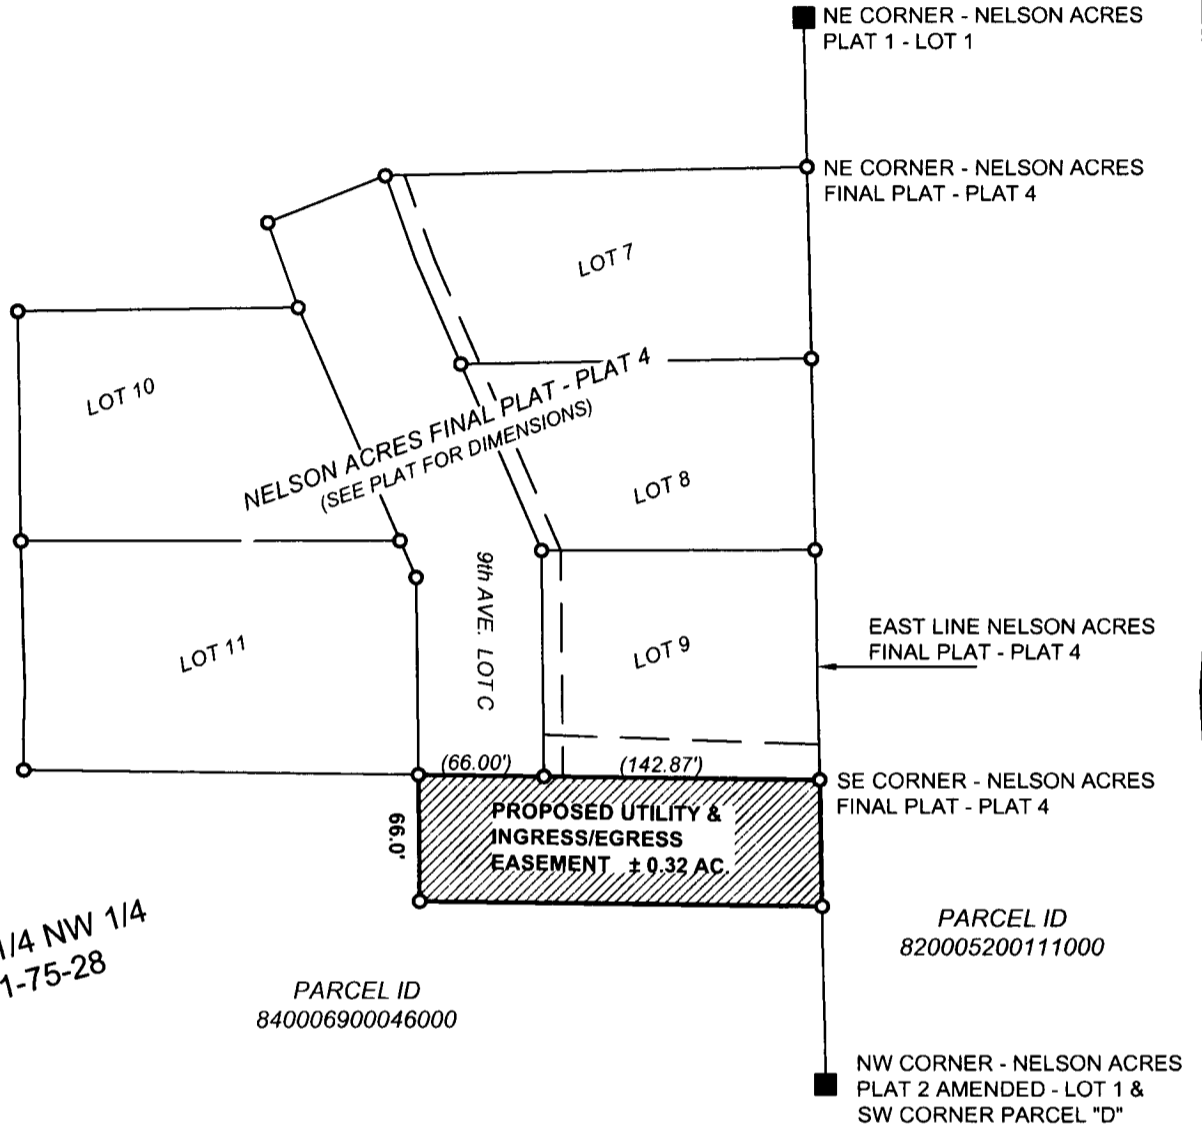 NE CORNER - NELSON ACRES
PLAT 1 - LOT 1
NE CORNER - NELSON ACRES
FINAL PLAT - PLAT 4
LOT 7
LOT 10
NELSON ACRES FINAL PLAT - PLAT 4
(SEE PLAT FOR DIMENSIONS)
LOT 8
9th AVE. LOT C
LOT 11
LOT 9
EAST LINE NELSON ACRES
FINAL PLAT - PLAT 4
(66.00')
(142.87')
SE CORNER - NELSON ACRES
FINAL PLAT - PLAT 4
66.0'
PROPOSED UTILITY &
INGRESS/EGRESS
EASEMENT ± 0.32 AC.
1/4 NW 1/4
1-75-28
PARCEL ID
820005200111000
PARCEL ID
840006900046000
NW CORNER - NELSON ACRES
PLAT 2 AMENDED - LOT 1 &
SW CORNER PARCEL "D"